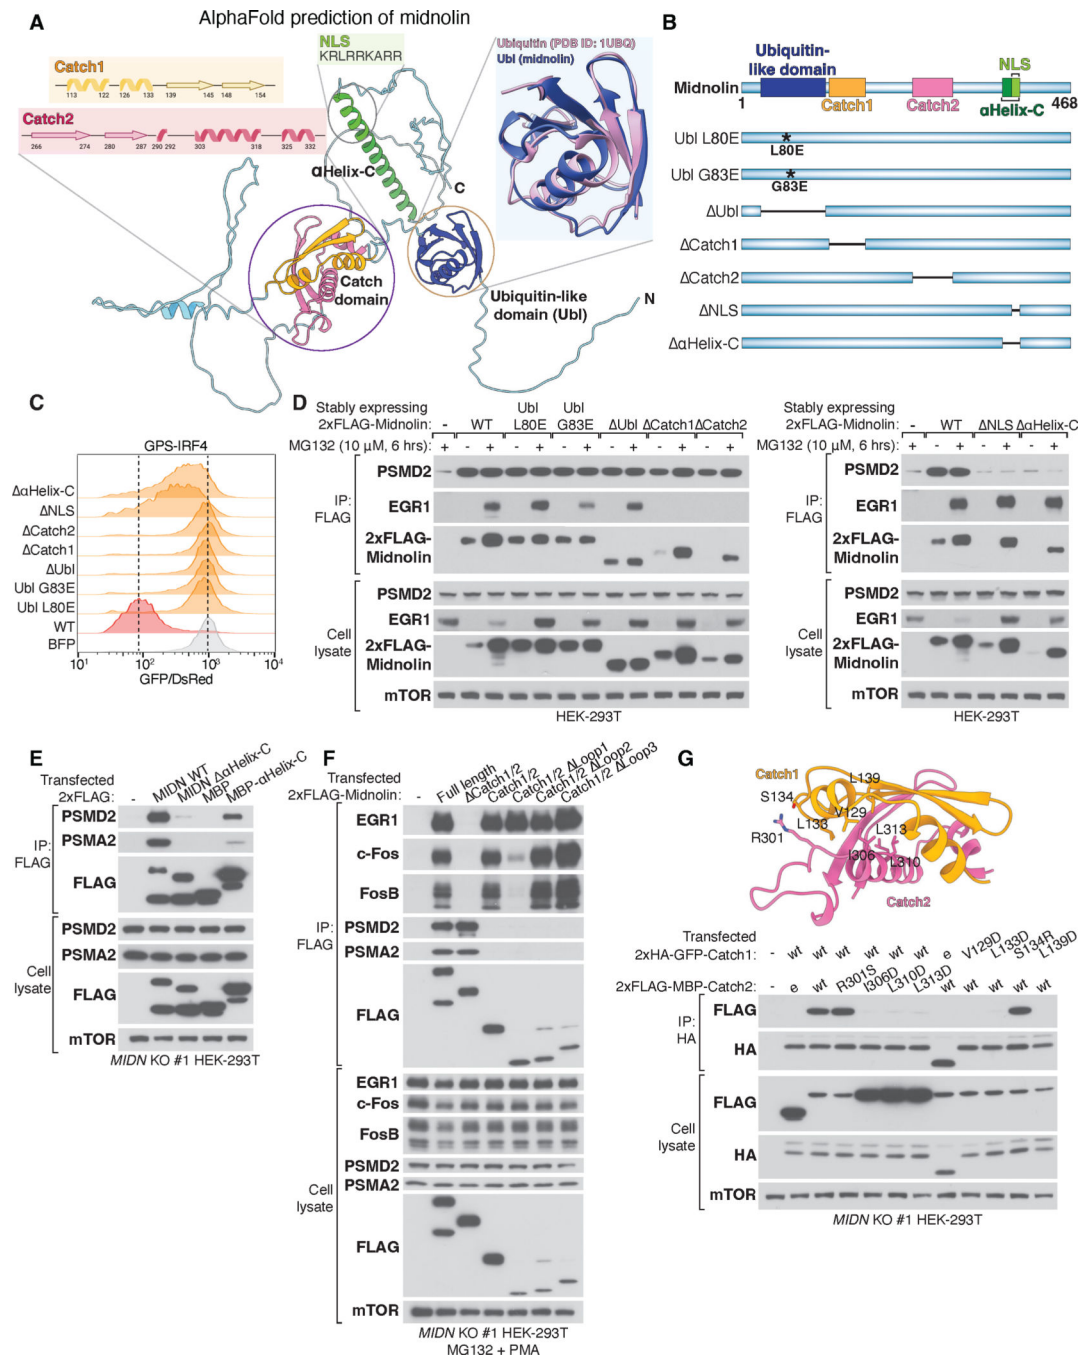 A
AlphaFold prediction of midnolin
NLS
KRLRRKARR
Catch1
113 122 126 133 139 145 148 154
Catch2
266 274 280 287 290 292 303 318 325 332
Ubiquitin (PDB ID: 1UBQ)
Ubl (midnolin)
αHelix-C
C
Catch
domain
Ubiquitin-like
domain (Ubl)
N
B
Ubiquitin-
like domain
NLS
Midnolin
1
Catch1
Catch2
αHelix-C
468
Ubl L80E
*
L80E
Ubl G83E
*
G83E
ΔUbl
ΔCatch1
ΔCatch2
ΔNLS
ΔαHelix-C
C
GPS-IRF4
ΔαHelix-C
ΔNLS
ΔCatch2
ΔCatch1
ΔUbl
Ubl G83E
Ubl L80E
WT
BFP
10¹ 10² 10³ 10⁴
GFP/DsRed
D
Stably expressing
2xFLAG-Midnolin:
- WT Ubl L80E Ubl G83E ΔUbl ΔCatch1 ΔCatch2
MG132 (10 µM, 6 hrs): + - + - + - + - + - + - +
IP:
FLAG
PSMD2
EGR1
2xFLAG-
Midnolin
Cell
lysate
PSMD2
EGR1
2xFLAG-
Midnolin
mTOR
HEK-293T
Stably expressing
2xFLAG-Midnolin:
- WT ΔNLS ΔαHelix-C
MG132 (10 µM, 6 hrs): + - + - + - +
IP:
FLAG
PSMD2
EGR1
2xFLAG-
Midnolin
Cell
lysate
PSMD2
EGR1
2xFLAG-
Midnolin
mTOR
HEK-293T
E
Transfected
2xFLAG:
- MIDN WT MIDN ΔαHelix-C MBP MBP-αHelix-C
IP:
FLAG
PSMD2
PSMA2
FLAG
Cell
lysate
PSMD2
PSMA2
FLAG
mTOR
MIDN KO #1 HEK-293T
F
Transfected
2xFLAG-Midnolin:
- Full length ΔCatch1/2 Catch1/2 Catch1/2 ΔLoop1 Catch1/2 ΔLoop2 Catch1/2 ΔLoop3
IP:
FLAG
EGR1
c-Fos
FosB
PSMD2
PSMA2
FLAG
Cell
lysate
EGR1
c-Fos
FosB
PSMD2
PSMA2
FLAG
mTOR
MIDN KO #1 HEK-293T
MG132 + PMA
G
Catch1
L139
S134
V129
L133
L313
R301
I306
L310
Catch2
Transfected
2xHA-GFP-Catch1:
- wt wt wt wt wt wt e V129D L133D S134R L139D
2xFLAG-MBP-Catch2:
- e wt R301S I306D L310D L313D wt wt wt wt wt
IP:
HA
FLAG
HA
Cell
lysate
FLAG
HA
mTOR
MIDN KO #1 HEK-293T